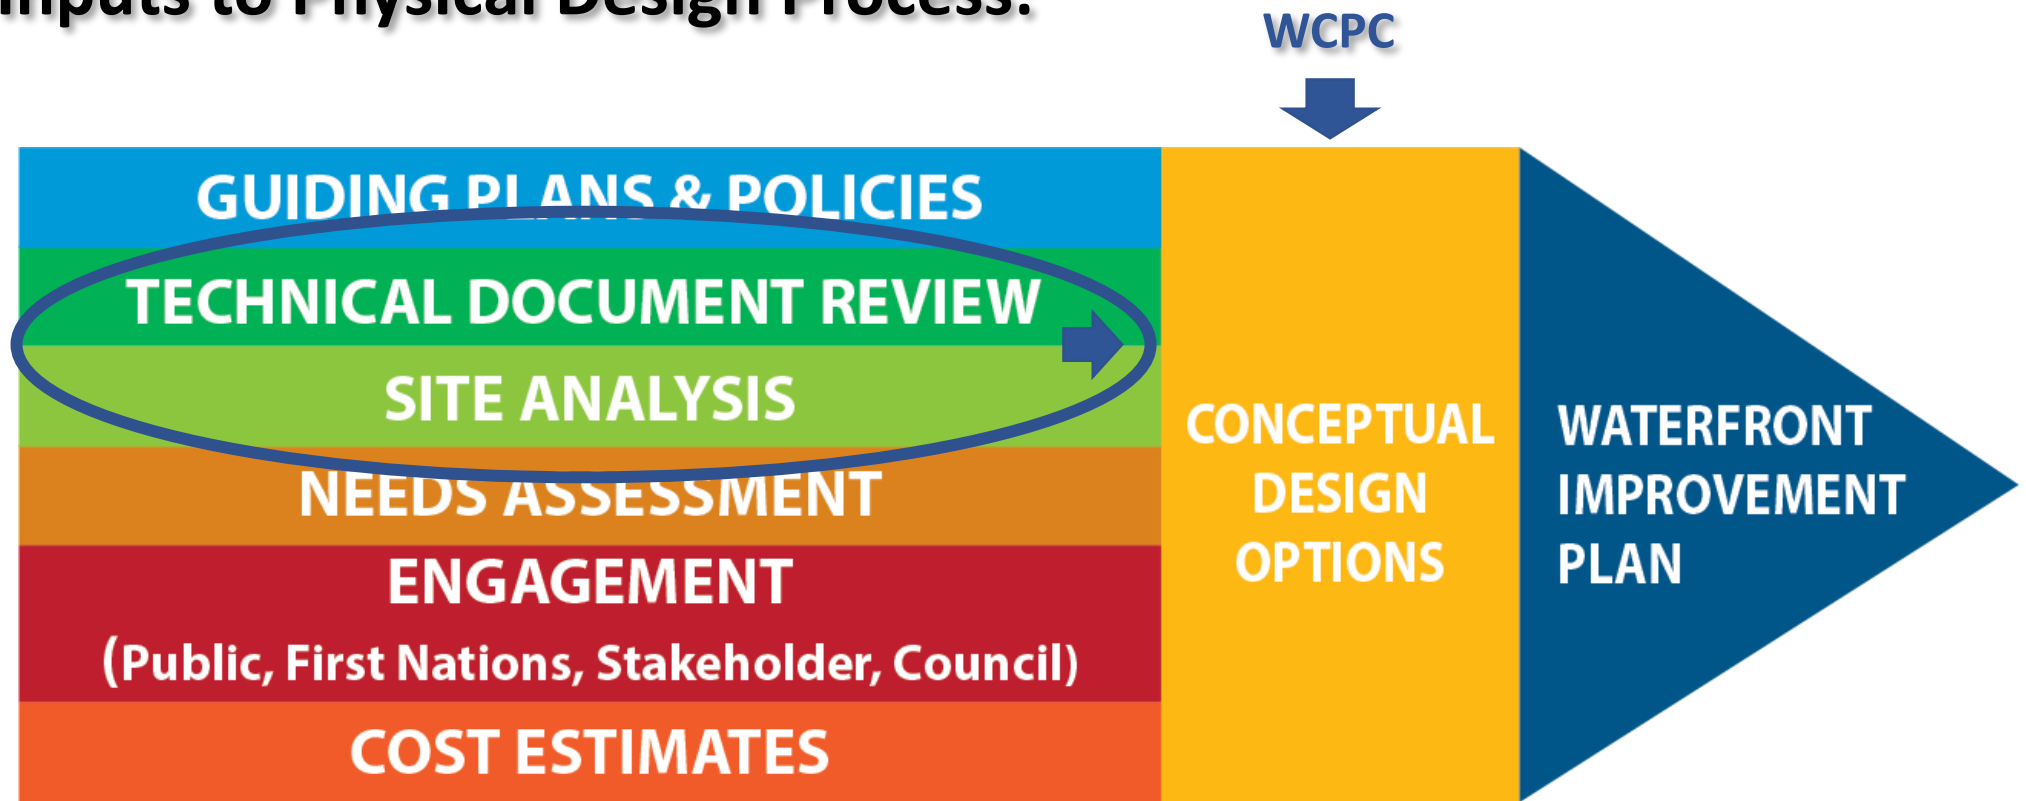 Inputs to Physical Design Process:
WCPC
GUIDING PLANS & POLICIES
TECHNICAL DOCUMENT REVIEW
SITE ANALYSIS
NEEDS ASSESSMENT
ENGAGEMENT
(Public, First Nations, Stakeholder, Council)
COST ESTIMATES
CONCEPTUAL
DESIGN
OPTIONS
WATERFRONT
IMPROVEMENT
PLAN